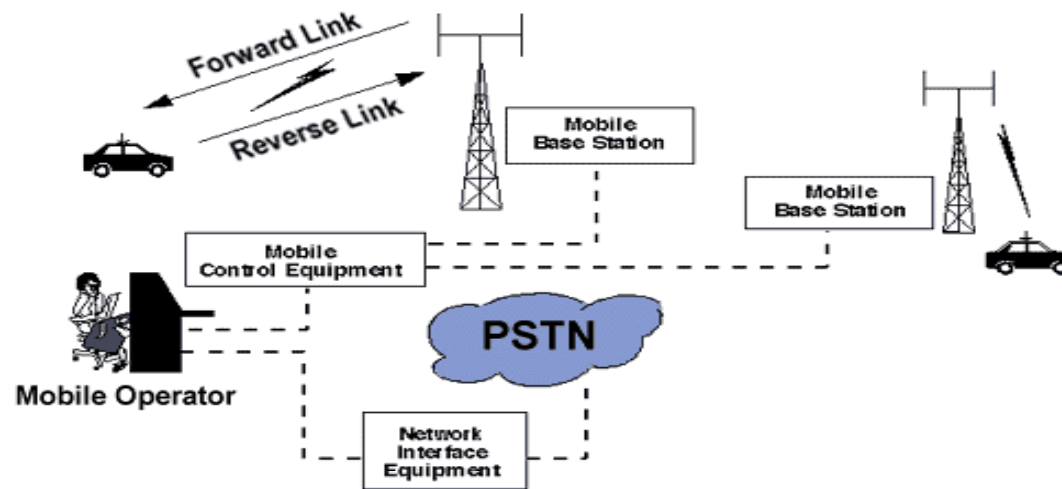 Forward Link
Reverse Link
Mobile
Base Station
Mobile
Base Station
Mobile
Control Equipment
PSTN
Mobile Operator
Network
Interface
Equipment